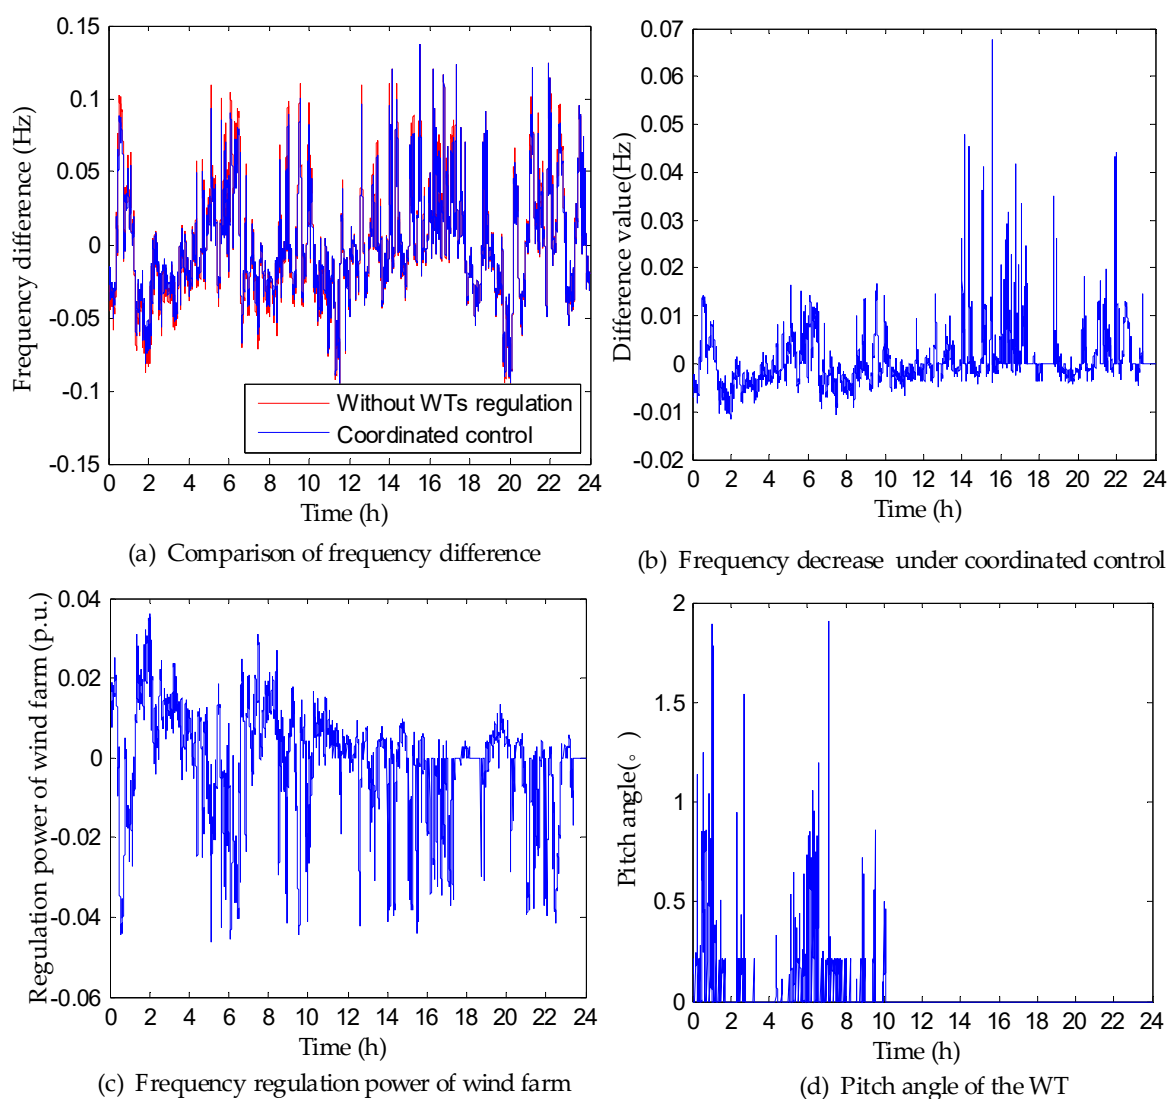 0.15
0.1
0.05
0
-0.05
-0.1
-0.15
Frequency difference (Hz)
Without WTs regulation
Coordinated control
0 2 4 6 8 10 12 14 16 18 20 22 24
Time (h)
(a) Comparison of frequency difference
0.07
0.06
0.05
0.04
0.03
0.02
0.01
0
-0.01
-0.02
Difference value(Hz)
0 2 4 6 8 10 12 14 16 18 20 22 24
Time (h)
(b) Frequency decrease under coordinated control
0.04
0.02
0
-0.02
-0.04
-0.06
Regulation power of wind farm (p.u.)
0 2 4 6 8 10 12 14 16 18 20 22 24
Time (h)
(c) Frequency regulation power of wind farm
2
1.5
1
0.5
0
Pitch angle(。)
0 2 4 6 8 10 12 14 16 18 20 22 24
Time (h)
(d) Pitch angle of the WT